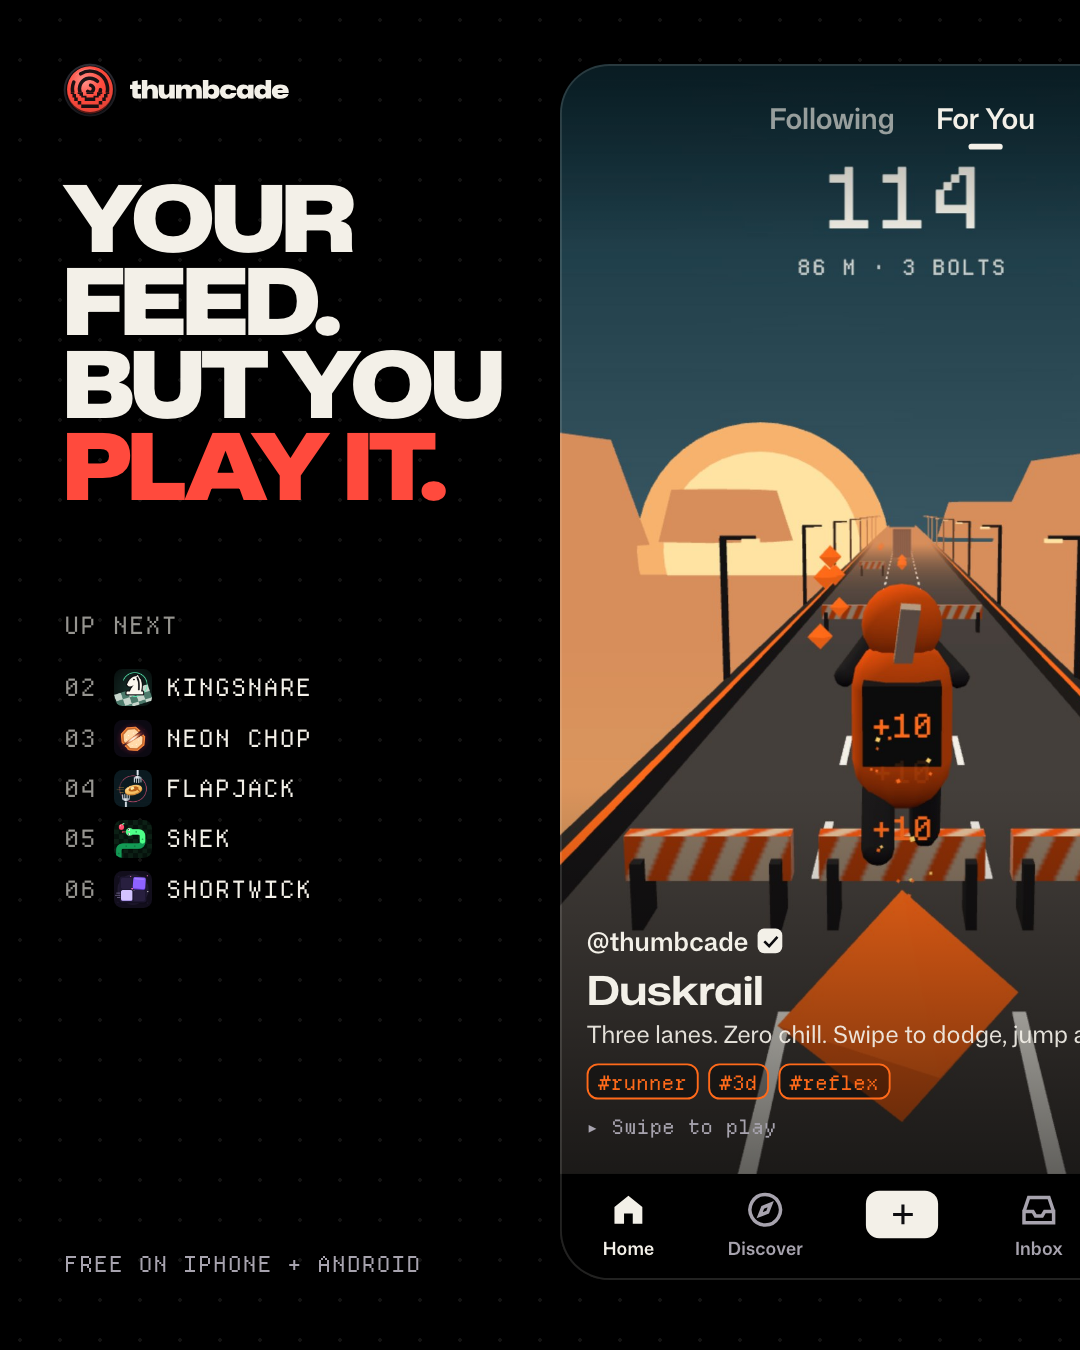 thumbcade
YOUR
FEED.
BUT YOU
PLAY IT.
UP NEXT
02 KINGSNARE
03 NEON CHOP
04 FLAPJACK
05 SNEK
06 SHORTWICK
FREE ON IPHONE + ANDROID
Following For You
114
86 M · 3 BOLTS
+10
+10
+10
@thumbcade
Duskrail
Three lanes. Zero chill. Swipe to dodge, jump a
#runner #3d #reflex
▸ Swipe to play
Home Discover + Inbox